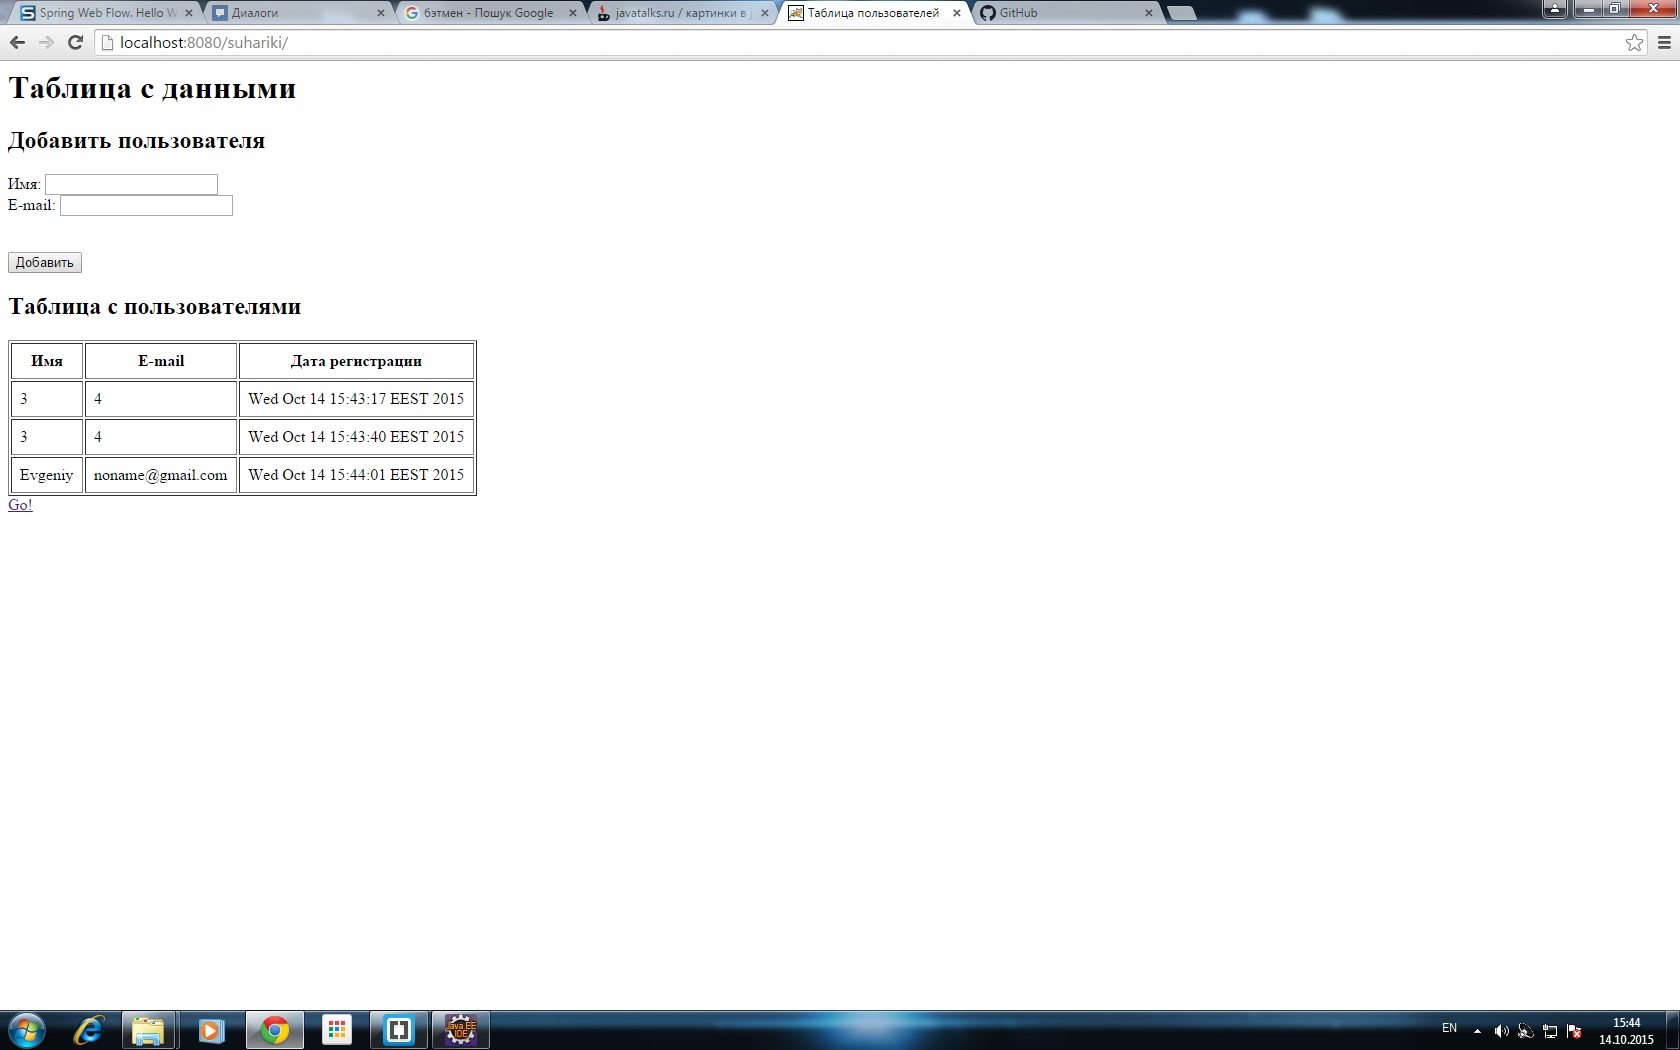 Spring Web Flow. Hello W
Диалоги
бэтмен - Пошук Google
javatalks.ru / картинки в j
Таблица пользователей
GitHub
localhost:8080/suhariki/
Таблица с данными
Добавить пользователя
Имя:
E-mail:
Добавить
Таблица с пользователями
Имя E-mail Дата регистрации
3 4 Wed Oct 14 15:43:17 EEST 2015
3 4 Wed Oct 14 15:43:40 EEST 2015
Evgeniy noname@gmail.com Wed Oct 14 15:44:01 EEST 2015
Go!
Java EE
IDE
EN
15:44
14.10.2015